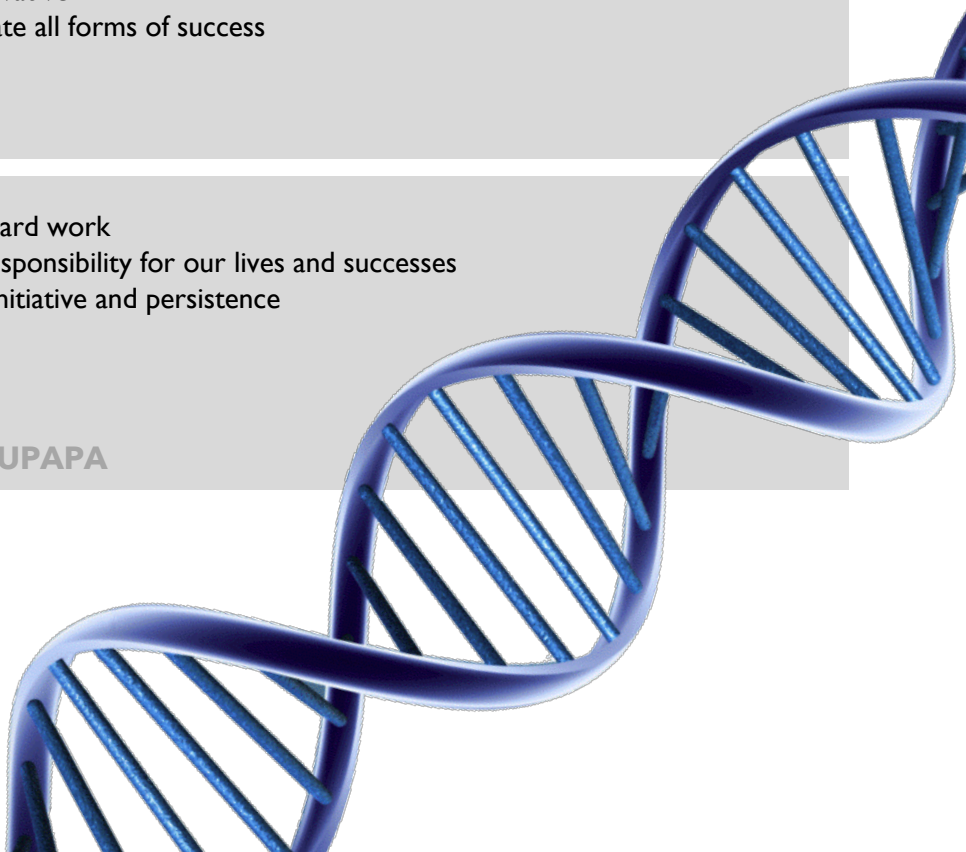 ate all forms of success
ard work
sponsibility for our lives and successes
nitiative and persistence
UPAPA